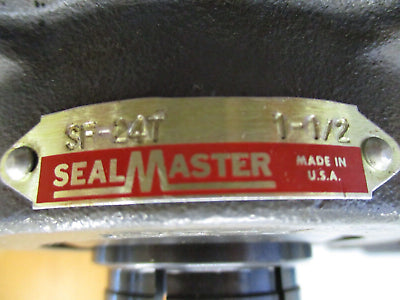 SF-24T 1-1/2
SEALMASTER MADE IN
U.S.A.